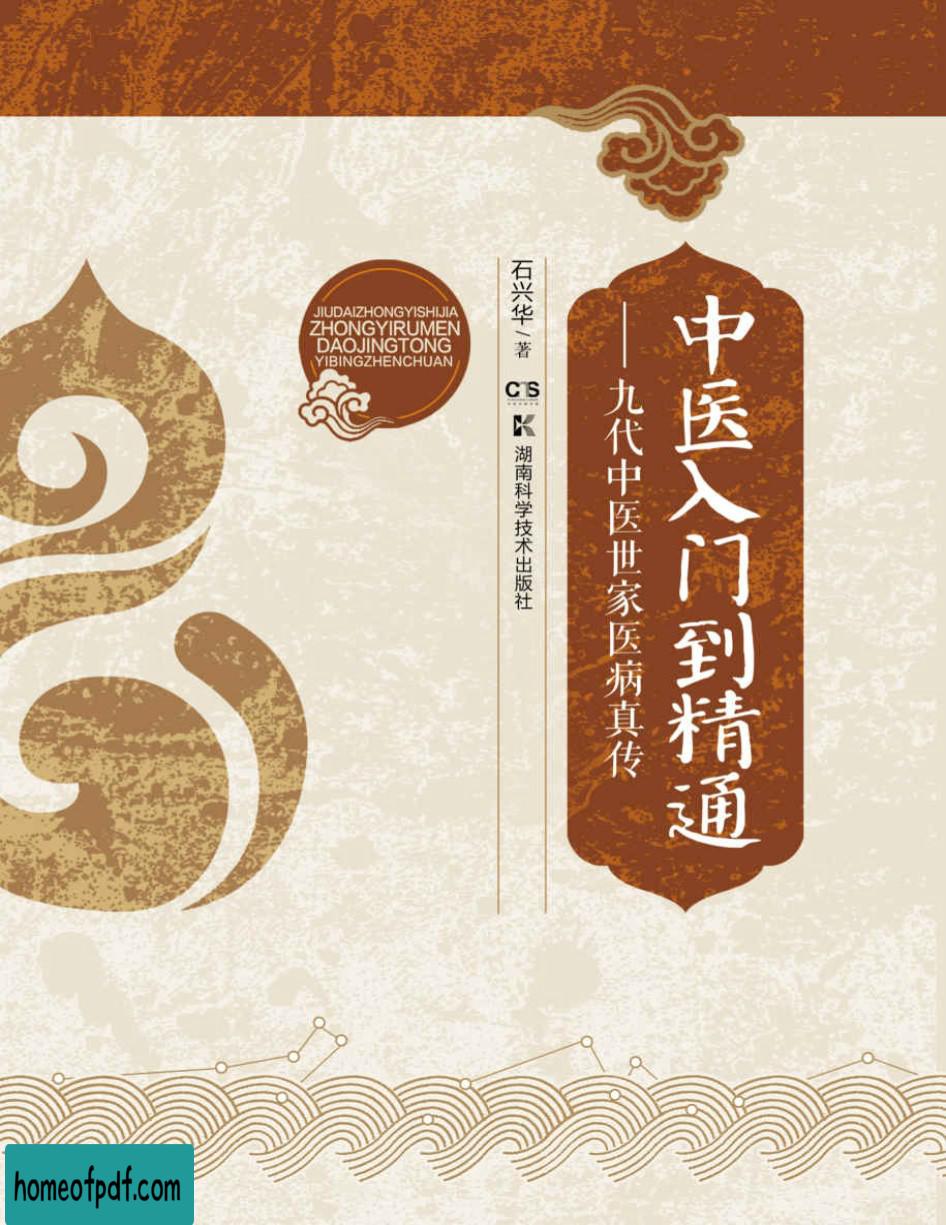 中医入门到精通
——九代中医世家医病真传
石兴华/著
CNS
湖南科学技术出版社
JIUDAIZHONGYISHIJIA
ZHONGYIRUMEN
DAOJINGTONG
YIBINGZHENCHUAN
homeofpdf.com